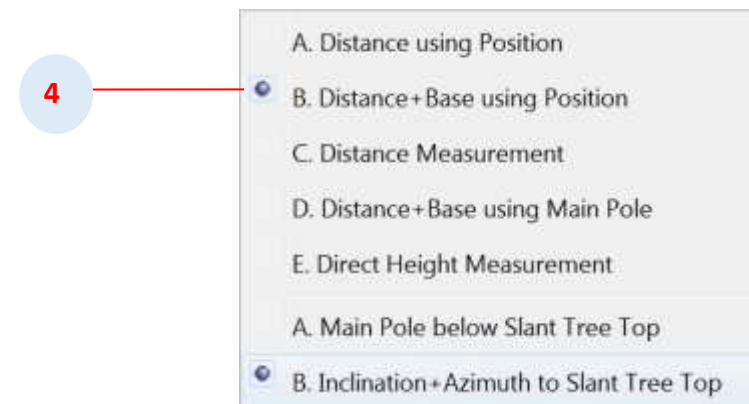 A. Distance using Position
4
B. Distance+Base using Position
C. Distance Measurement
D. Distance+Base using Main Pole
E. Direct Height Measurement
A. Main Pole below Slant Tree Top
B. Inclination+Azimuth to Slant Tree Top